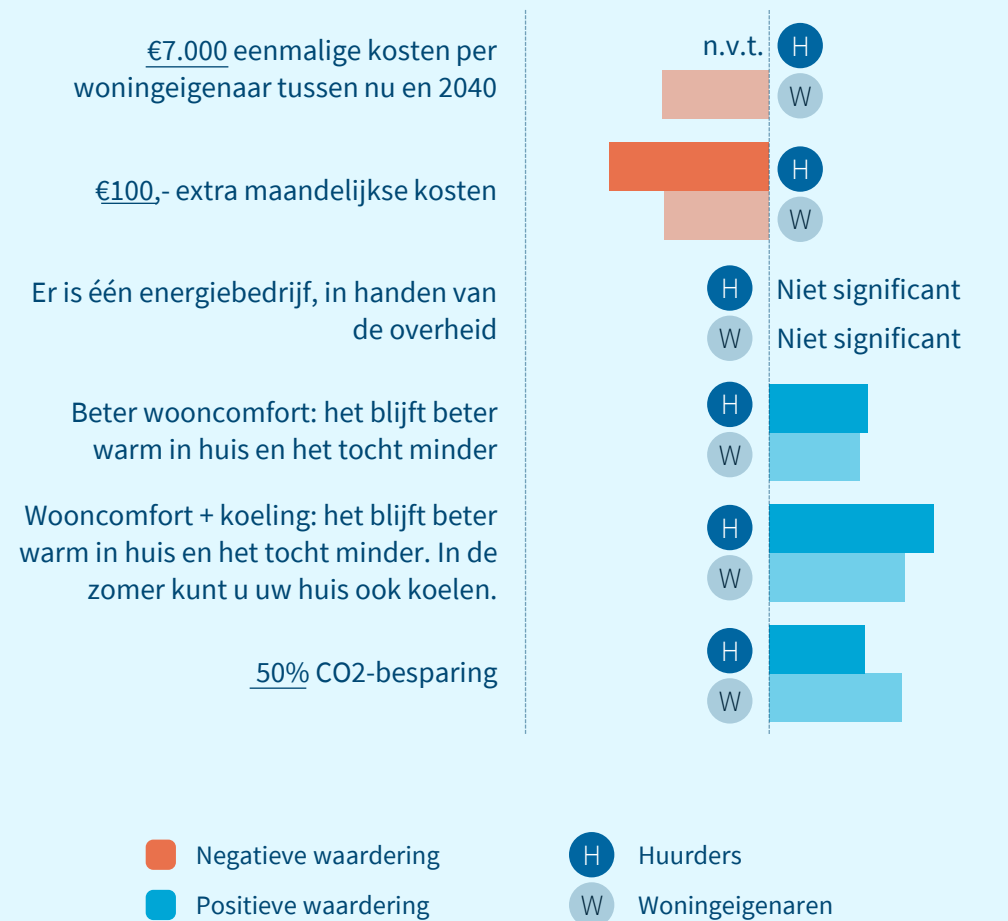 €7.000 eenmalige kosten per
woningeigenaar tussen nu en 2040
n.v.t. H
W
€100,- extra maandelijkse kosten
H
W
Er is één energiebedrijf, in handen van
de overheid
H Niet significant
W Niet significant
Beter wooncomfort: het blijft beter
warm in huis en het tocht minder
H
W
Wooncomfort + koeling: het blijft beter
warm in huis en het tocht minder. In de
zomer kunt u uw huis ook koelen.
H
W
50% CO2-besparing
H
W
Negatieve waardering
Positieve waardering
H Huurders
W Woningeigenaren